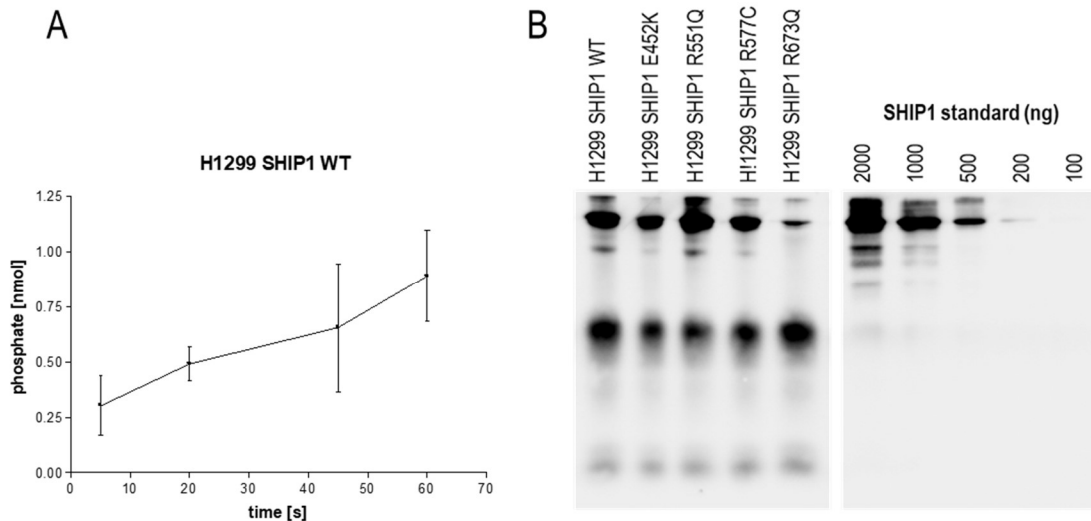 A
H1299 SHIP1 WT
phosphate [nmol]
1.25
1.00
0.75
0.50
0.25
0.00
0
10
20
30
40
50
60
70
time [s]
B
H1299 SHIP1 WT
H1299 SHIP1 E452K
H1299 SHIP1 R551Q
H!1299 SHIP1 R577C
H1299 SHIP1 R673Q
SHIP1 standard (ng)
2000
1000
500
200
100